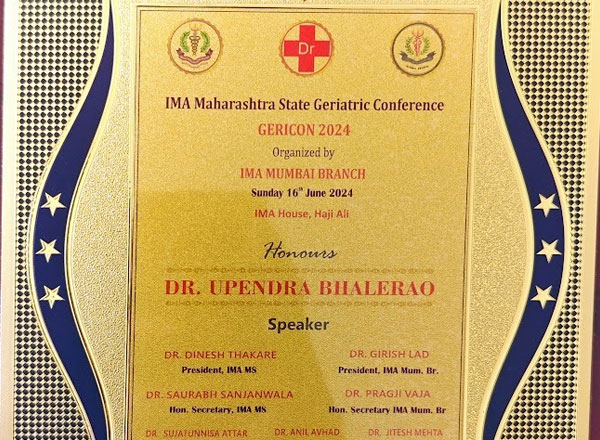 Dr
IMA Maharashtra State Geriatric Conference
GERICON 2024
Organized by
IMA MUMBAI BRANCH
Sunday 16th June 2024
IMA House, Haji Ali
Honours
DR. UPENDRA BHALERAO
Speaker
DR. DINESH THAKARE DR. GIRISH LAD
President, IMA MS President, IMA Mum. Br.
DR. SAURABH SANJANWALA DR. PRAGJI VAJA
Hon. Secretary, IMA MS Hon. Secretary IMA Mum. Br
DR. SUJATUNNISA ATTAR DR. ANIL AVHAD DR. JITESH MEHTA